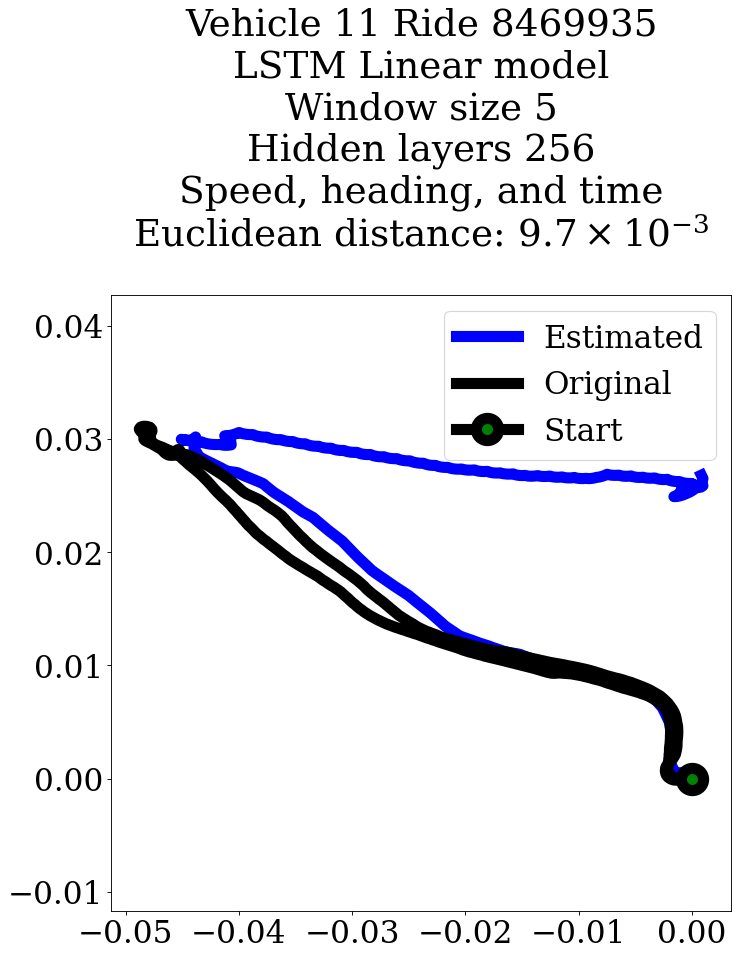 Vehicle 11 Ride 8469935
LSTM Linear model
Window size 5
Hidden layers 256
Speed, heading, and time
Euclidean distance: 9.7 × 10⁻³
Estimated
Original
Start
0.04
0.03
0.02
0.01
0.00
−0.01
−0.05 −0.04 −0.03 −0.02 −0.01 0.00